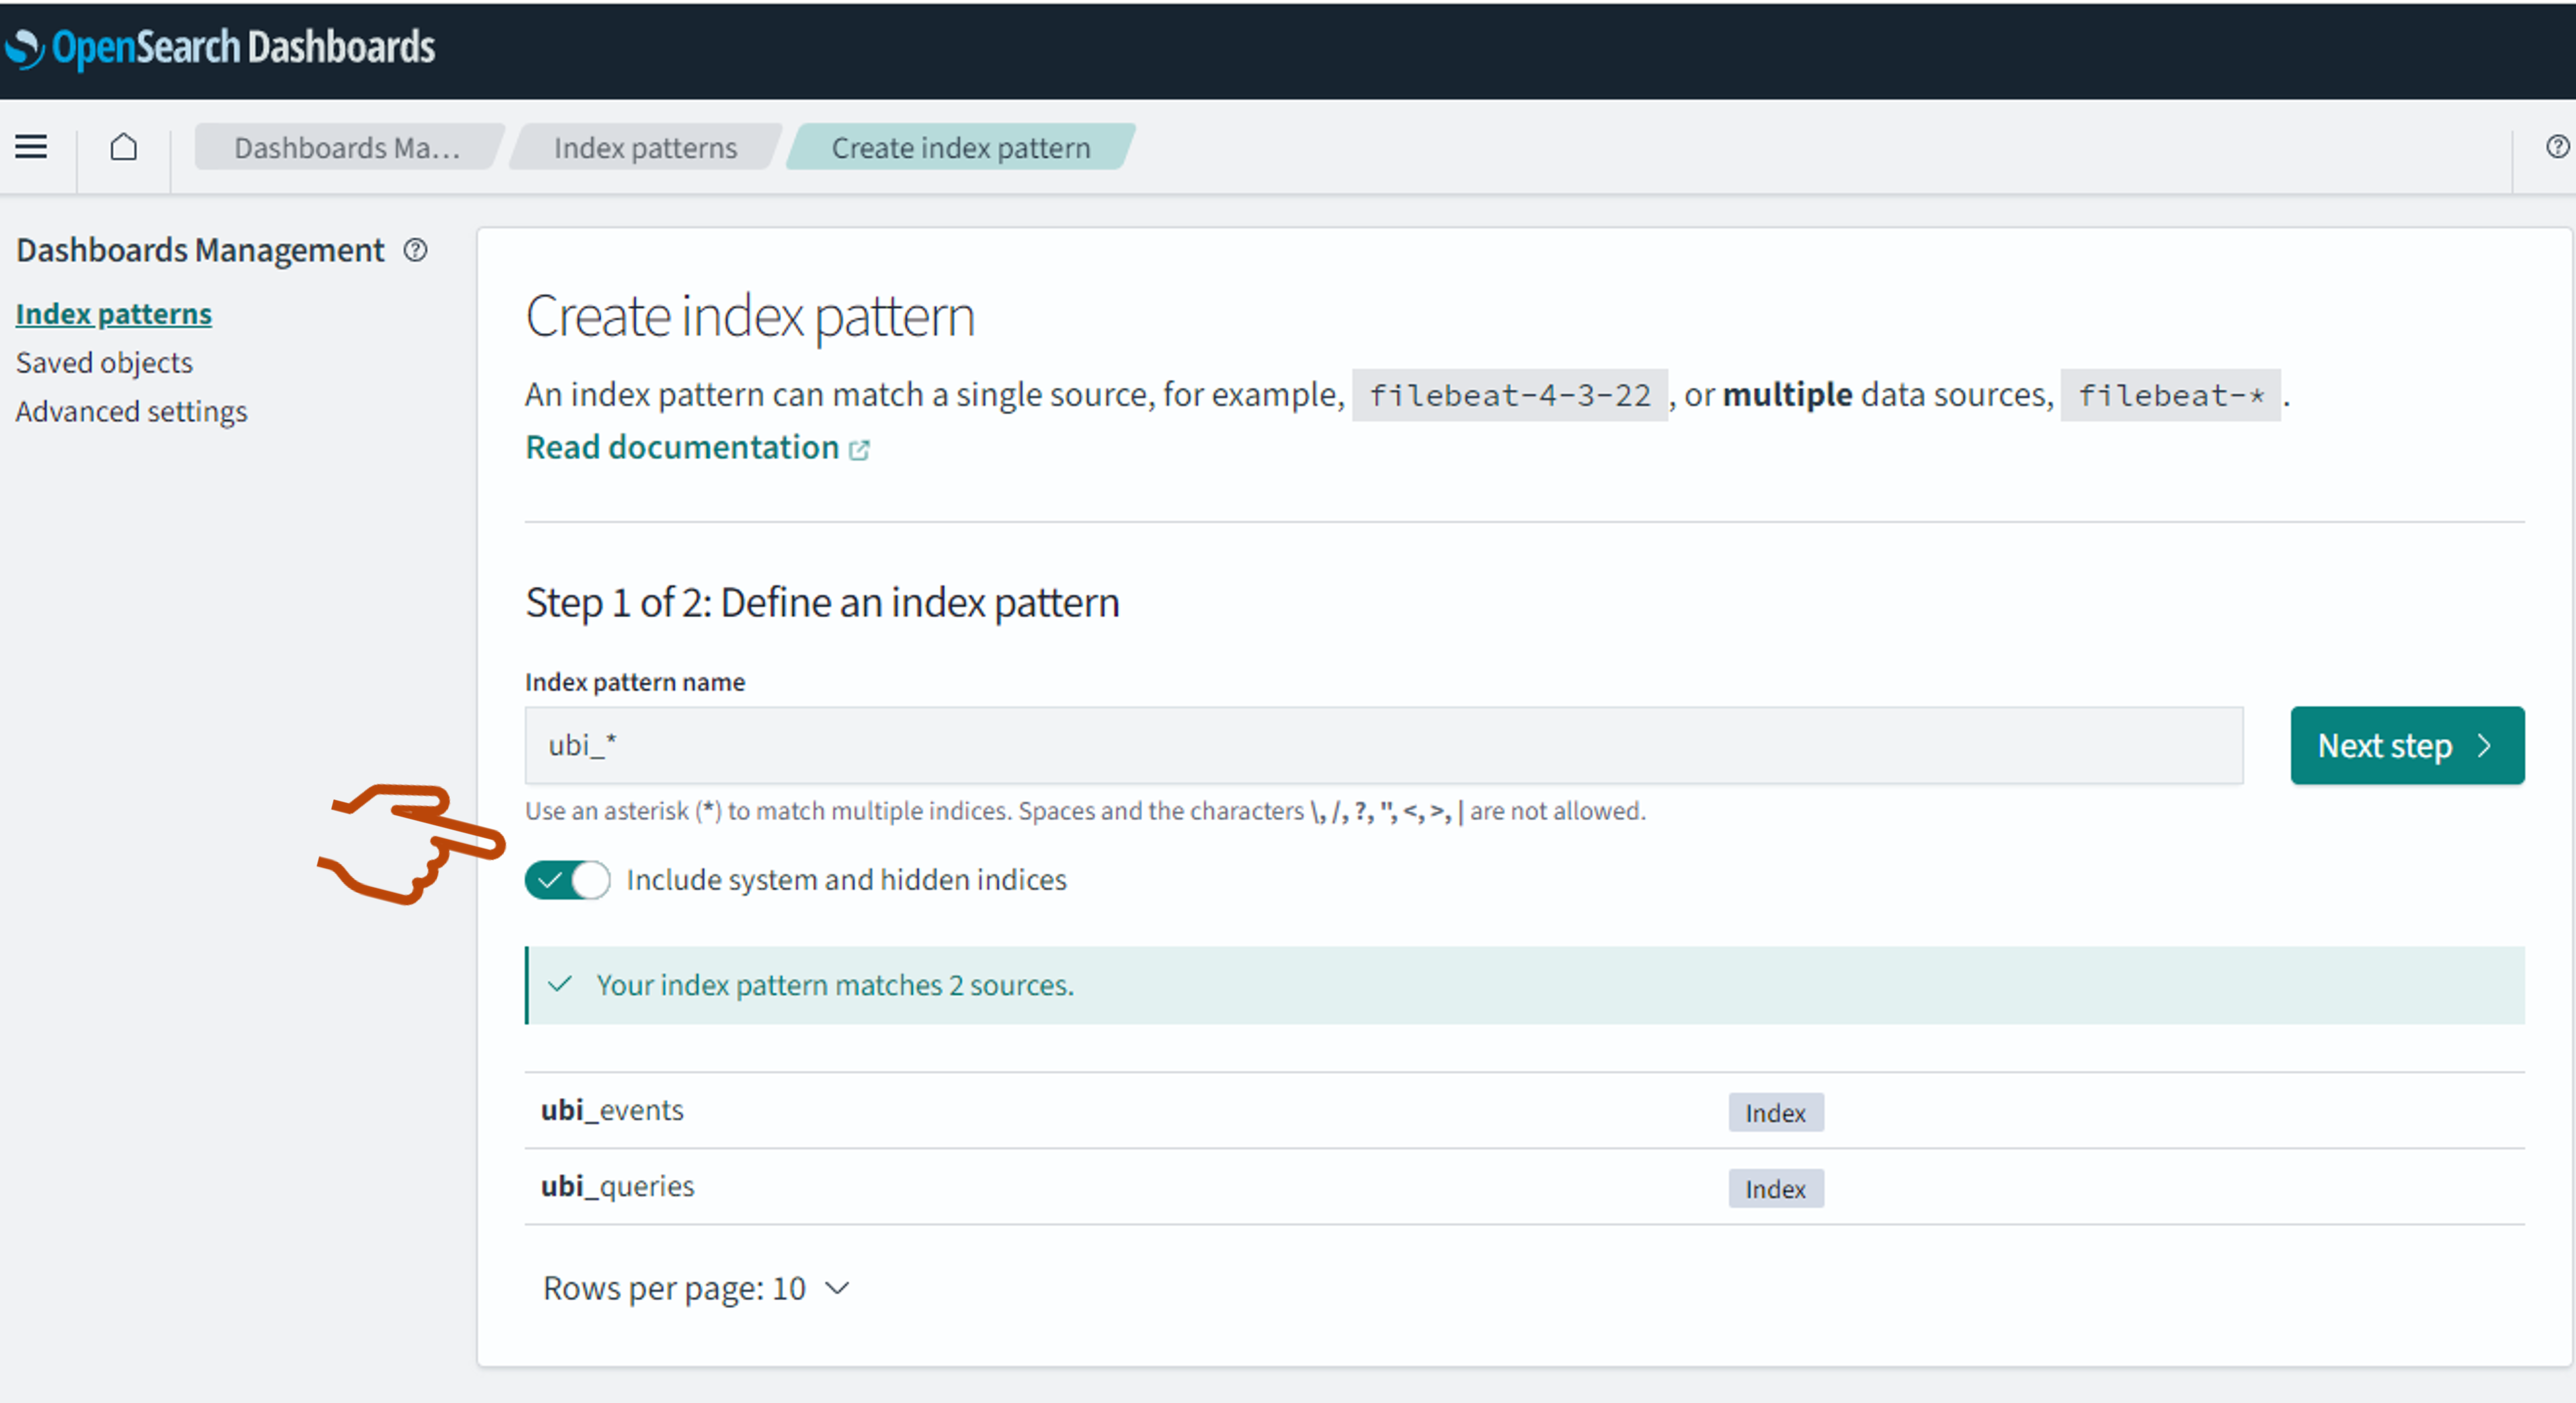 OpenSearch Dashboards
Dashboards Ma... Index patterns Create index pattern
Dashboards Management
Index patterns
Saved objects
Advanced settings
Create index pattern
An index pattern can match a single source, for example, filebeat-4-3-22 , or multiple data sources, filebeat-* .
Read documentation
Step 1 of 2: Define an index pattern
Index pattern name
ubi_*
Next step
Use an asterisk (*) to match multiple indices. Spaces and the characters \, /, ?, ", <, >, | are not allowed.
Include system and hidden indices
Your index pattern matches 2 sources.
ubi_events Index
ubi_queries Index
Rows per page: 10